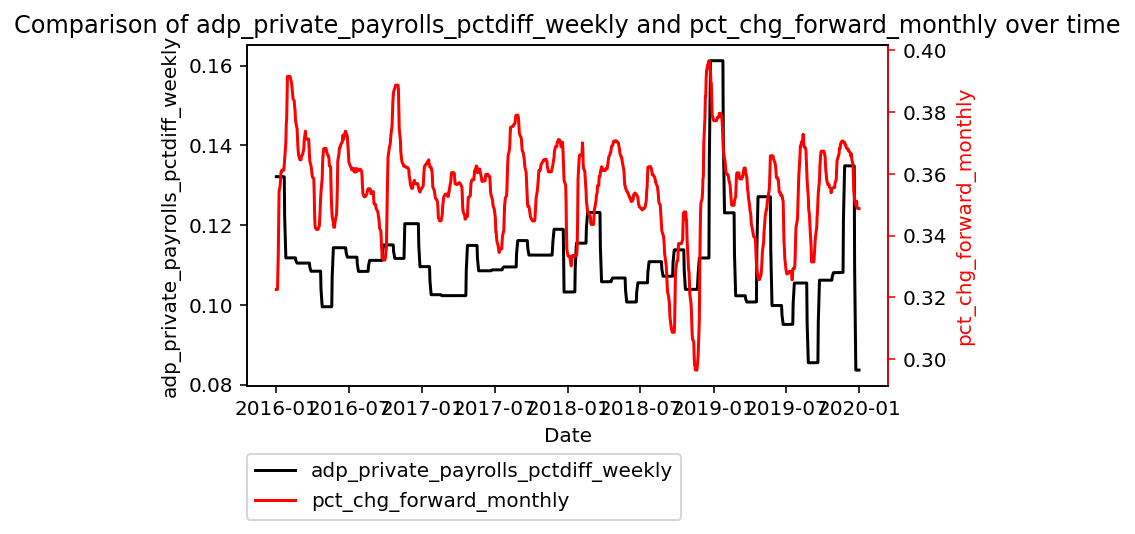 Comparison of adp_private_payrolls_pctdiff_weekly and pct_chg_forward_monthly over time
adp_private_payrolls_pctdiff_weekly
0.16
0.14
0.12
0.10
0.08
0.40
0.38
0.36
0.34
0.32
0.30
pct_chg_forward_monthly
2016-01 2016-07 2017-01 2017-07 2018-01 2018-07 2019-01 2019-07 2020-01
Date
adp_private_payrolls_pctdiff_weekly
pct_chg_forward_monthly